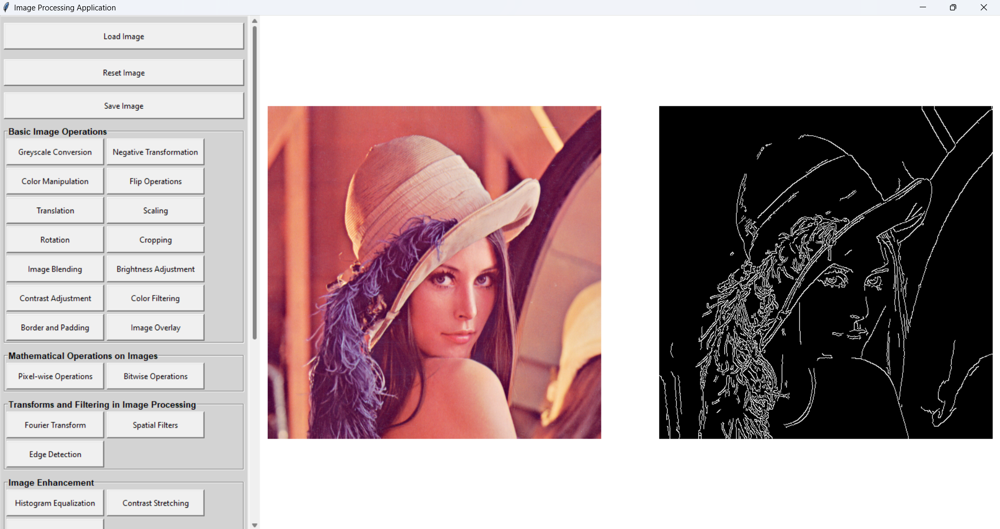 Image Processing Application
Load Image
Reset Image
Save Image
Basic Image Operations
Greyscale Conversion
Negative Transformation
Color Manipulation
Flip Operations
Translation
Scaling
Rotation
Cropping
Image Blending
Brightness Adjustment
Contrast Adjustment
Color Filtering
Border and Padding
Image Overlay
Mathematical Operations on Images
Pixel-wise Operations
Bitwise Operations
Transforms and Filtering in Image Processing
Fourier Transform
Spatial Filters
Edge Detection
Image Enhancement
Histogram Equalization
Contrast Stretching